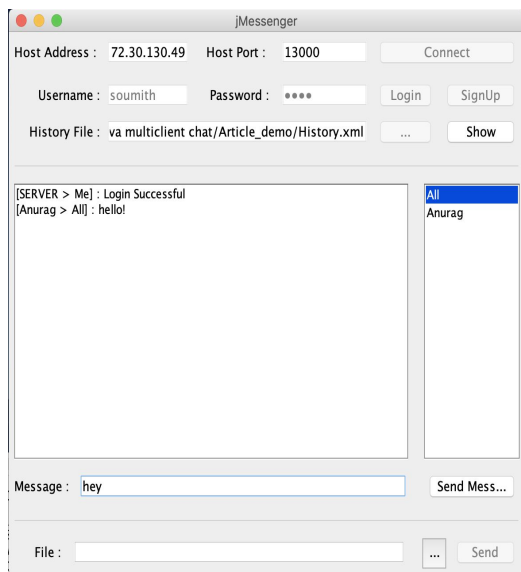 jMessenger
Host Address : 72.30.130.49 Host Port : 13000 Connect
Username : soumith Password : •••• Login SignUp
History File : va multiclient chat/Article_demo/History.xml ... Show
[SERVER > Me] : Login Successful
[Anurag > All] : hello!
All
Anurag
Message : hey Send Mess...
File : ... Send